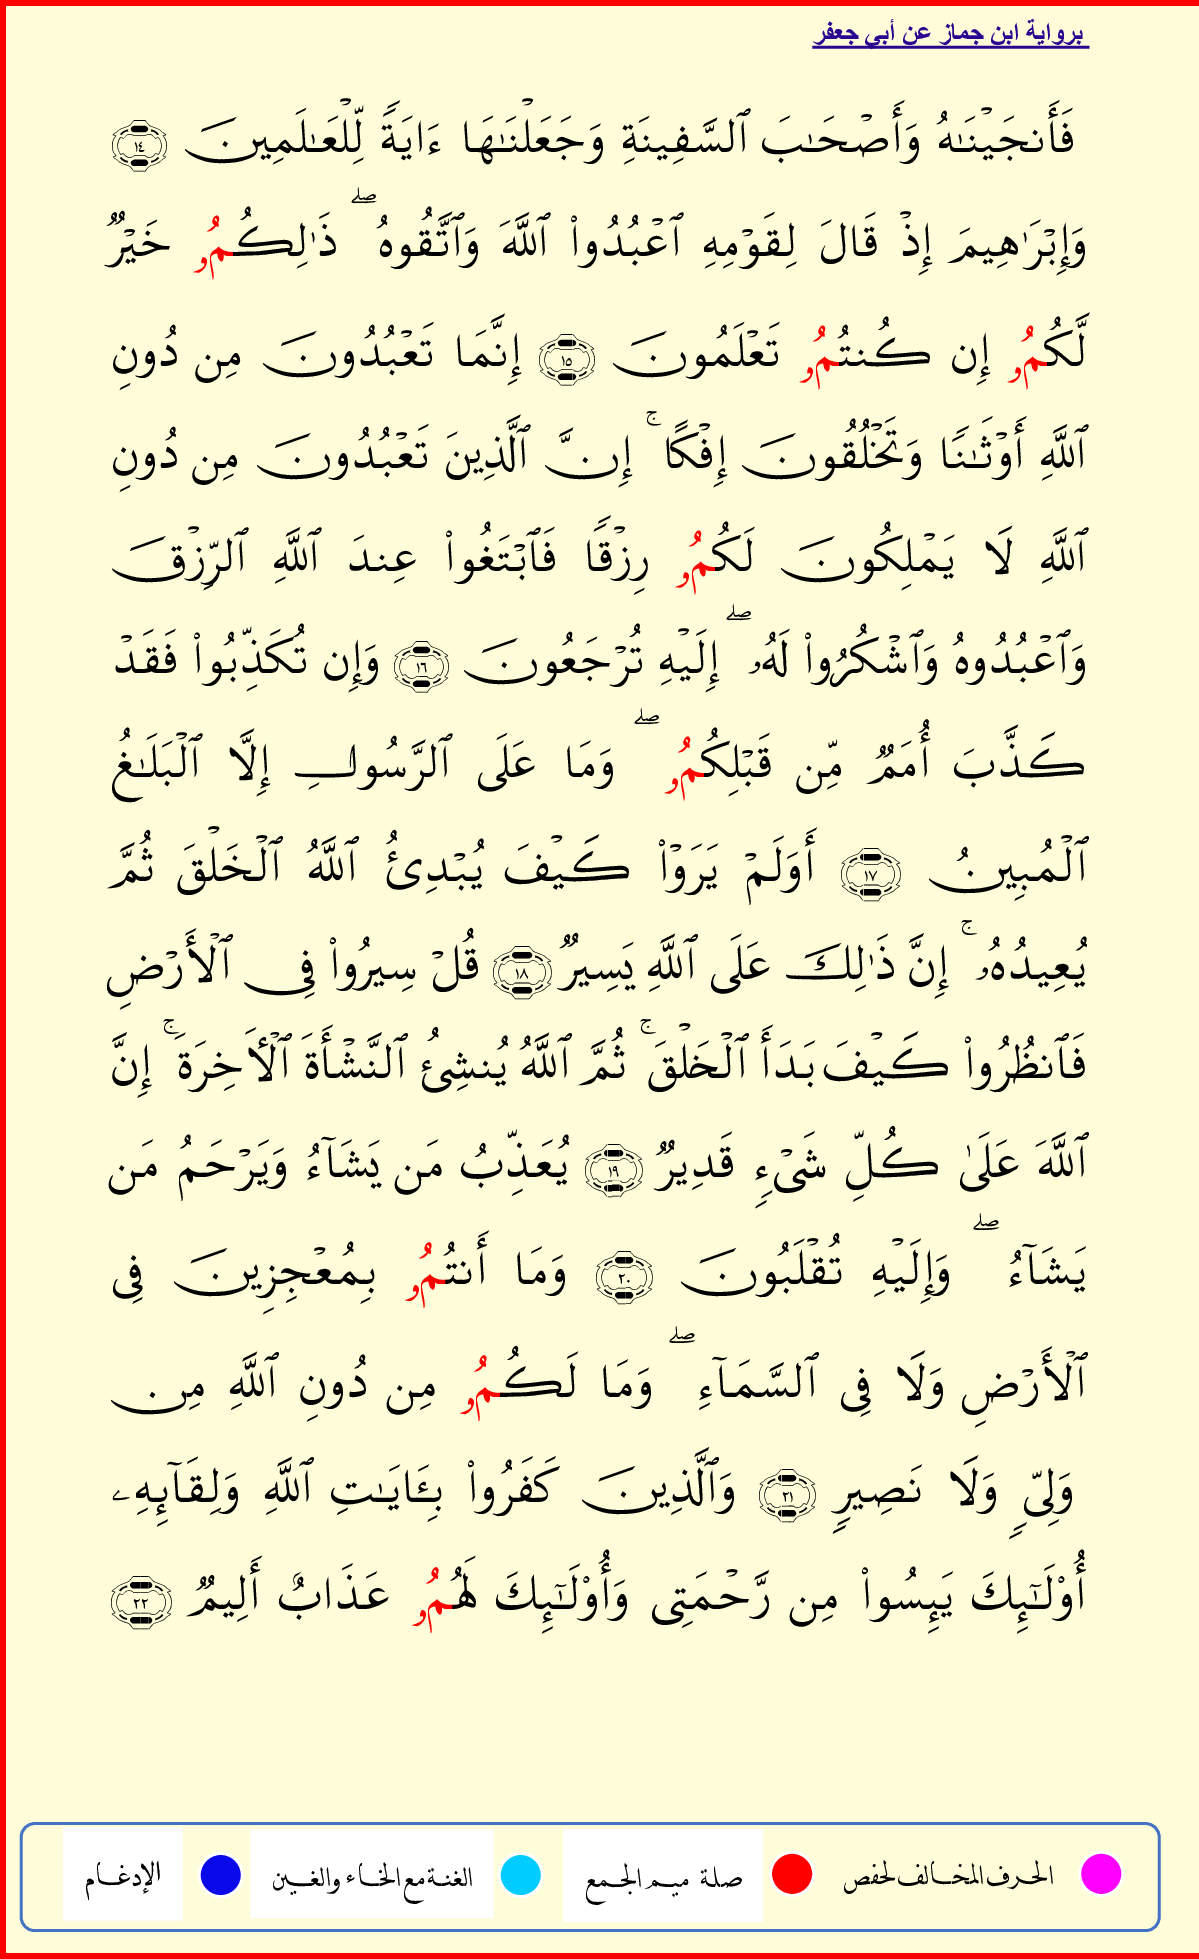 برواية ابن جماز عن أبي جعفر
فَأَنجَيْنَٰهُ وَأَصْحَٰبَ ٱلسَّفِينَةِ وَجَعَلْنَٰهَا ءَايَةً لِّلْعَٰلَمِينَ ١٤
وَإِبْرَٰهِيمَ إِذْ قَالَ لِقَوْمِهِ ٱعْبُدُوا۟ ٱللَّهَ وَٱتَّقُوهُ ۖ ذَٰلِكُمُۥ خَيْرٌ
لَّكُمُۥ إِن كُنتُمُۥ تَعْلَمُونَ ١٥ إِنَّمَا تَعْبُدُونَ مِن دُونِ
ٱللَّهِ أَوْثَٰنًا وَتَخْلُقُونَ إِفْكًا ۚ إِنَّ ٱلَّذِينَ تَعْبُدُونَ مِن دُونِ
ٱللَّهِ لَا يَمْلِكُونَ لَكُمُۥ رِزْقًا فَٱبْتَغُوا۟ عِندَ ٱللَّهِ ٱلرِّزْقَ
وَٱعْبُدُوهُ وَٱشْكُرُوا۟ لَهُۥ ۖ إِلَيْهِ تُرْجَعُونَ ١٦ وَإِن تُكَذِّبُوا۟ فَقَدْ
كَذَّبَ أُمَمٌ مِّن قَبْلِكُمُۥ ۖ وَمَا عَلَى ٱلرَّسُولِ إِلَّا ٱلْبَلَٰغُ
ٱلْمُبِينُ ١٧ أَوَلَمْ يَرَوْا۟ كَيْفَ يُبْدِئُ ٱللَّهُ ٱلْخَلْقَ ثُمَّ
يُعِيدُهُۥ ۚ إِنَّ ذَٰلِكَ عَلَى ٱللَّهِ يَسِيرٌ ١٨ قُلْ سِيرُوا۟ فِى ٱلْأَرْضِ
فَٱنظُرُوا۟ كَيْفَ بَدَأَ ٱلْخَلْقَ ۚ ثُمَّ ٱللَّهُ يُنشِئُ ٱلنَّشْأَةَ ٱلْأَخِرَةَ ۚ إِنَّ
ٱللَّهَ عَلَىٰ كُلِّ شَىْءٍ قَدِيرٌ ١٩ يُعَذِّبُ مَن يَشَآءُ وَيَرْحَمُ مَن
يَشَآءُ ۖ وَإِلَيْهِ تُقْلَبُونَ ٢٠ وَمَا أَنتُمُۥ بِمُعْجِزِينَ فِى
ٱلْأَرْضِ وَلَا فِى ٱلسَّمَآءِ ۖ وَمَا لَكُمُۥ مِن دُونِ ٱللَّهِ مِن
وَلِىٍّ وَلَا نَصِيرٍ ٢١ وَٱلَّذِينَ كَفَرُوا۟ بِـَٔايَٰتِ ٱللَّهِ وَلِقَآئِهِۦ
أُو۟لَٰٓئِكَ يَئِسُوا۟ مِن رَّحْمَتِى وَأُو۟لَٰٓئِكَ لَهُمُۥ عَذَابٌ أَلِيمٌ ٢٢
الحرف المخالف لحفص صلة ميم الجمع الغنة مع الخاء والغين الإدغام